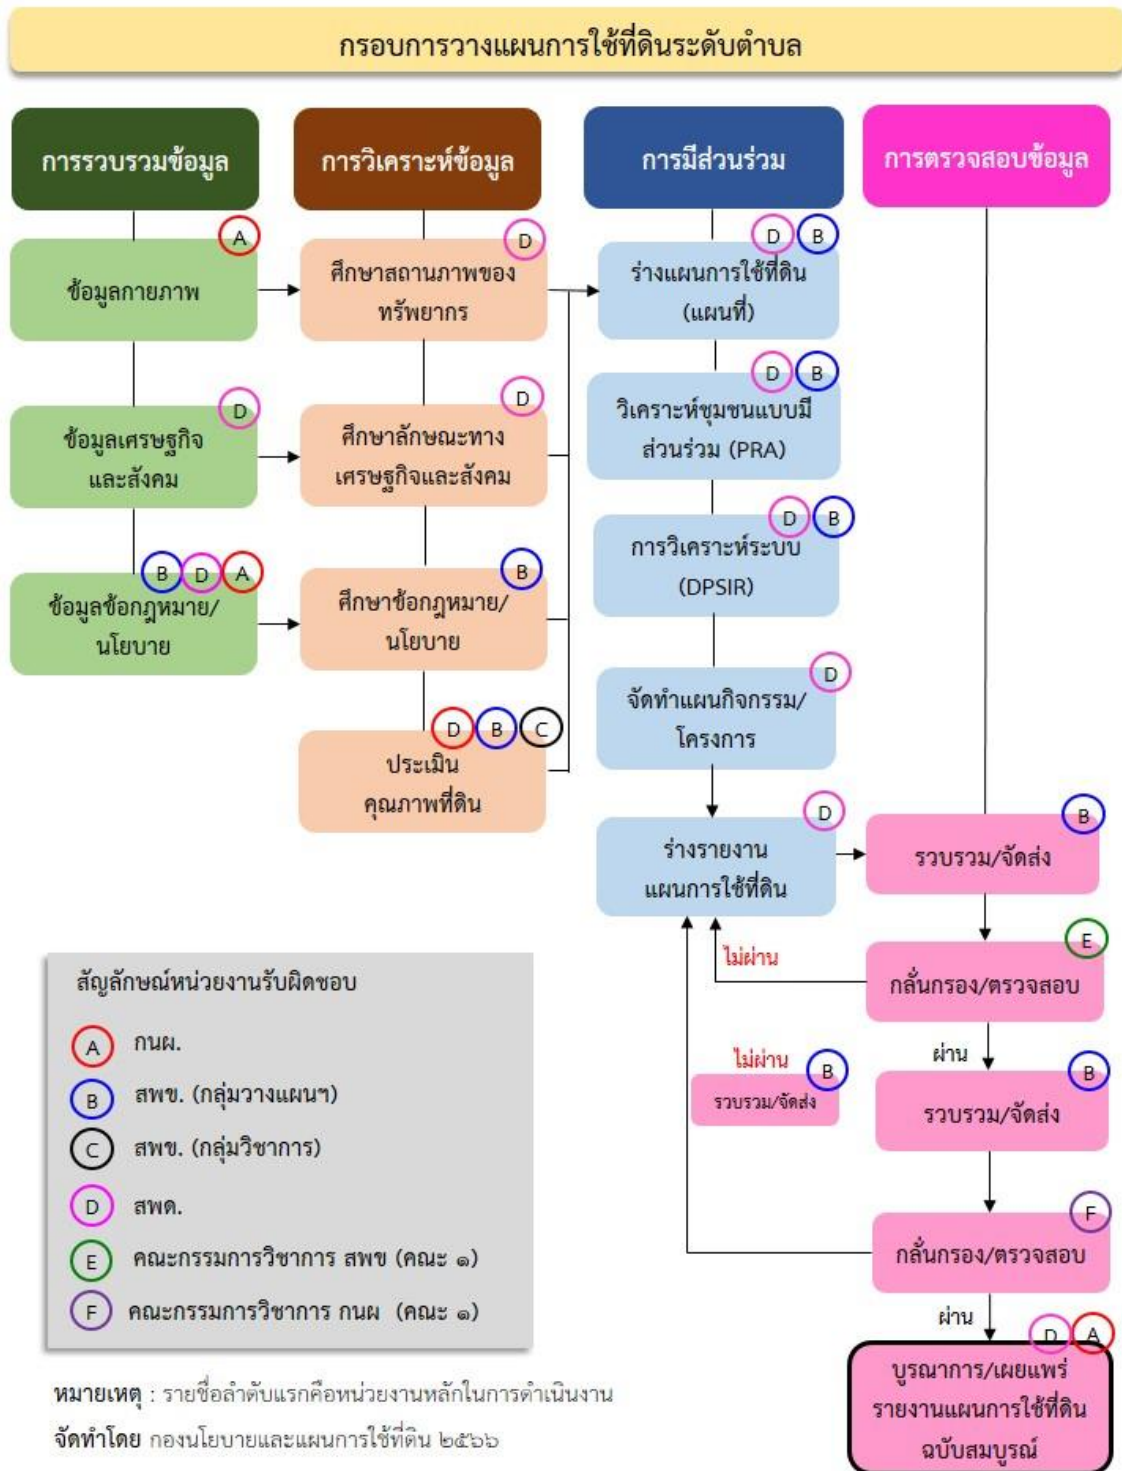 กรอบการวางแผนการใช้ที่ดินระดับตำบล
การรวบรวมข้อมูล
การวิเคราะห์ข้อมูล
การมีส่วนร่วม
การตรวจสอบข้อมูล
A
ข้อมูลกายภาพ
D
ศึกษาสถานภาพของ
ทรัพยากร
D B
ร่างแผนการใช้ที่ดิน
(แผนที่)
D
ข้อมูลเศรษฐกิจ
และสังคม
D
ศึกษาลักษณะทาง
เศรษฐกิจและสังคม
D B
วิเคราะห์ชุมชนแบบมี
ส่วนร่วม (PRA)
B D A
ข้อมูลข้อกฎหมาย/
นโยบาย
B
ศึกษาข้อกฎหมาย/
นโยบาย
D B
การวิเคราะห์ระบบ
(DPSIR)
D B C
ประเมิน
คุณภาพที่ดิน
D
จัดทำแผนกิจกรรม/
โครงการ
D
ร่างรายงาน
แผนการใช้ที่ดิน
B
รวบรวม/จัดส่ง
E
กลั่นกรอง/ตรวจสอบ
ไม่ผ่าน
ผ่าน
ไม่ผ่าน
B
รวบรวม/จัดส่ง
B
รวบรวม/จัดส่ง
F
กลั่นกรอง/ตรวจสอบ
ผ่าน
D A
บูรณาการ/เผยแพร่
รายงานแผนการใช้ที่ดิน
ฉบับสมบูรณ์
สัญลักษณ์หน่วยงานรับผิดชอบ
A กนผ.
B สพข. (กลุ่มวางแผนฯ)
C สพข. (กลุ่มวิชาการ)
D สพด.
E คณะกรรมการวิชาการ สพข (คณะ ๑)
F คณะกรรมการวิชาการ กนผ (คณะ ๑)
หมายเหตุ : รายชื่อลำดับแรกคือหน่วยงานหลักในการดำเนินงาน
จัดทำโดย กองนโยบายและแผนการใช้ที่ดิน ๒๕๖๖